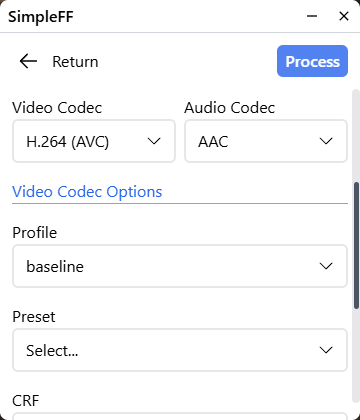 SimpleFF
Return
Process
Video Codec
Audio Codec
H.264 (AVC)
AAC
Video Codec Options
Profile
baseline
Preset
Select...
CRF